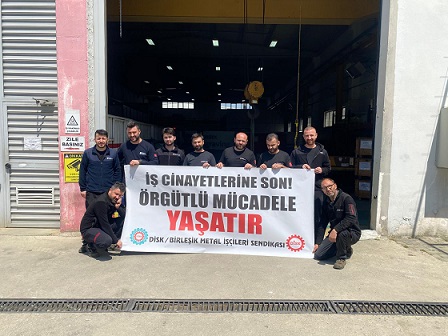 ZİLE
BASINIZ
İŞ CİNAYETLERİNE SON!
ÖRGÜTLÜ MÜCADELE
YAŞATIR
DİSK/BİRLEŞİK METAL İŞÇİLERİ SENDİKASI